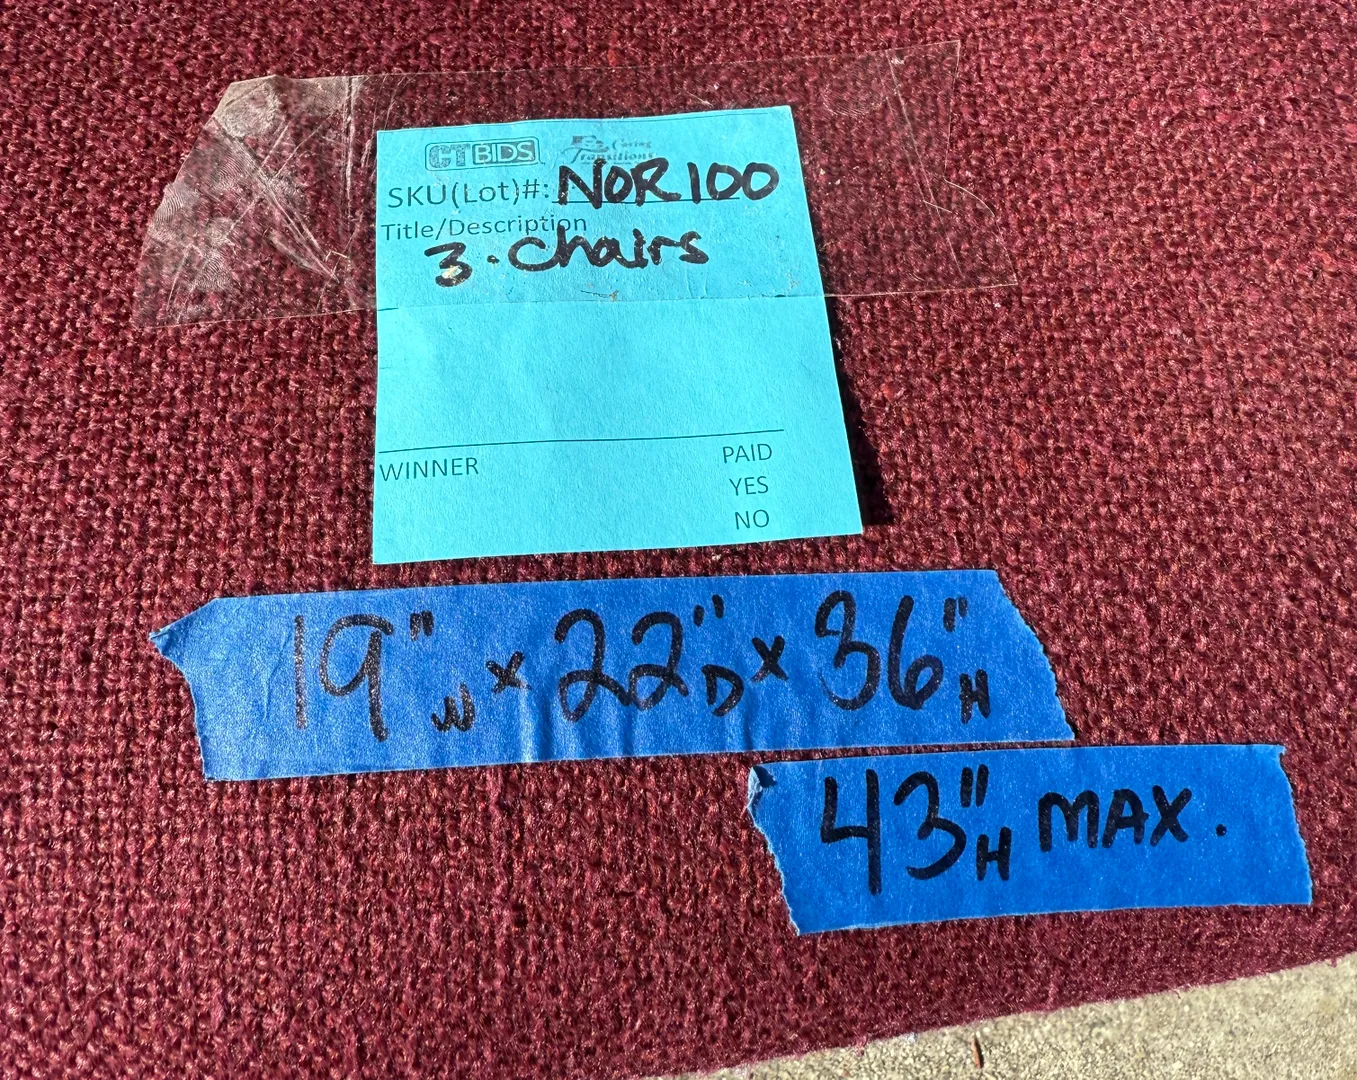 CTBIDS
Caring
Transitions
SKU(Lot)#: NOR100
Title/Description
3. chairs
WINNER PAID
YES
NO
19"W x 22"D x 36"H
43"H MAX.